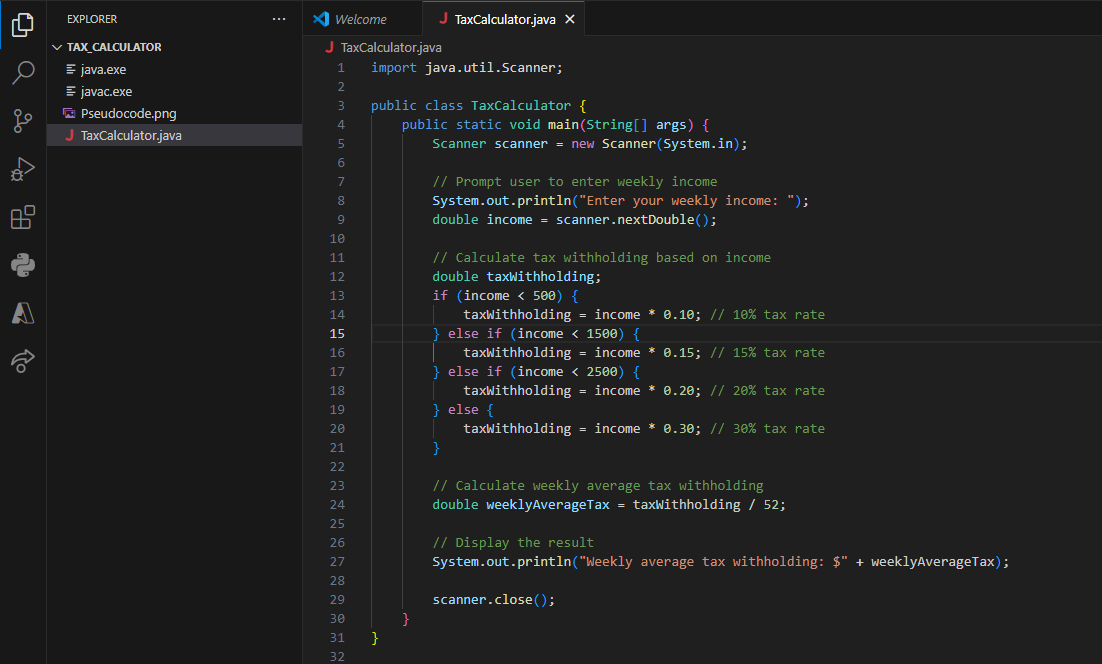 EXPLORER
TAX_CALCULATOR
java.exe
javac.exe
Pseudocode.png
J TaxCalculator.java
Welcome
J TaxCalculator.java
J TaxCalculator.java
1 import java.util.Scanner;
2
3 public class TaxCalculator {
4 public static void main(String[] args) {
5 Scanner scanner = new Scanner(System.in);
6
7 // Prompt user to enter weekly income
8 System.out.println("Enter your weekly income: ");
9 double income = scanner.nextDouble();
10
11 // Calculate tax withholding based on income
12 double taxWithholding;
13 if (income < 500) {
14 taxWithholding = income * 0.10; // 10% tax rate
15 } else if (income < 1500) {
16 taxWithholding = income * 0.15; // 15% tax rate
17 } else if (income < 2500) {
18 taxWithholding = income * 0.20; // 20% tax rate
19 } else {
20 taxWithholding = income * 0.30; // 30% tax rate
21 }
22
23 // Calculate weekly average tax withholding
24 double weeklyAverageTax = taxWithholding / 52;
25
26 // Display the result
27 System.out.println("Weekly average tax withholding: $" + weeklyAverageTax);
28
29 scanner.close();
30 }
31 }
32